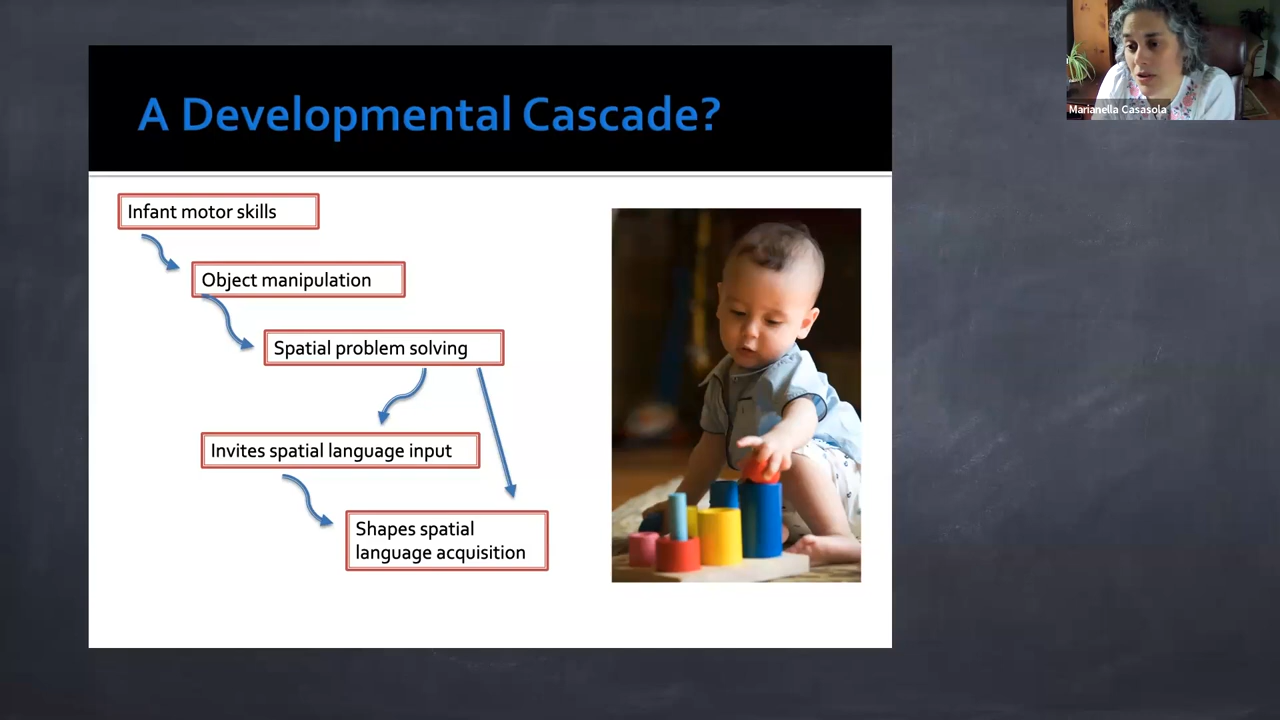 A Developmental Cascade?
Marianella Casasola
Infant motor skills
Object manipulation
Spatial problem solving
Invites spatial language input
Shapes spatial
language acquisition